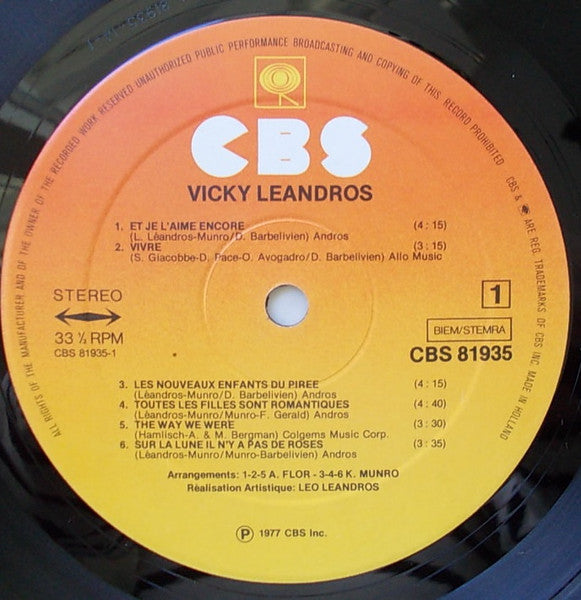 ALL RIGHTS OF THE MANUFACTURER AND OF THE OWNER OF THE RECORDED WORK RESERVED · UNAUTHORIZED PUBLIC PERFORMANCE BROADCASTING AND COPYING OF THIS RECORD PROHIBITED
CBS & ARE REG. TRADEMARKS OF CBS INC. MADE IN HOLLAND
CBS
VICKY LEANDROS
1. ET JE L'AIME ENCORE (4 : 15)
(L. Léandros-Munro/D. Barbelivien) Andros
2. VIVRE (3 : 15)
(S. Giacobbe-D. Pace-O. Avogadro/D. Barbelivien) Allo Music
STEREO
33 ⅓ RPM
CBS 81935-1
1
BIEM/STEMRA
CBS 81935
3. LES NOUVEAUX ENFANTS DU PIREE (4 : 15)
(Léandros-Munro/D. Barbelivien) Andros
4. TOUTES LES FILLES SONT ROMANTIQUES (4 : 40)
(Léandros-Munro/Munro-F. Gerald) Andros
5. THE WAY WE WERE (3 : 30)
(Hamlisch-A. & M. Bergman) Colgems Music Corp.
6. SUR LA LUNE IL N'Y A PAS DE ROSES (3 : 35)
(Léandros-Munro/Munro-Barbelivien) Andros
Arrangements: 1-2-5 A. FLOR - 3-4-6 K. MUNRO
Réalisation Artistique: LEO LEANDROS
Ⓟ 1977 CBS Inc.